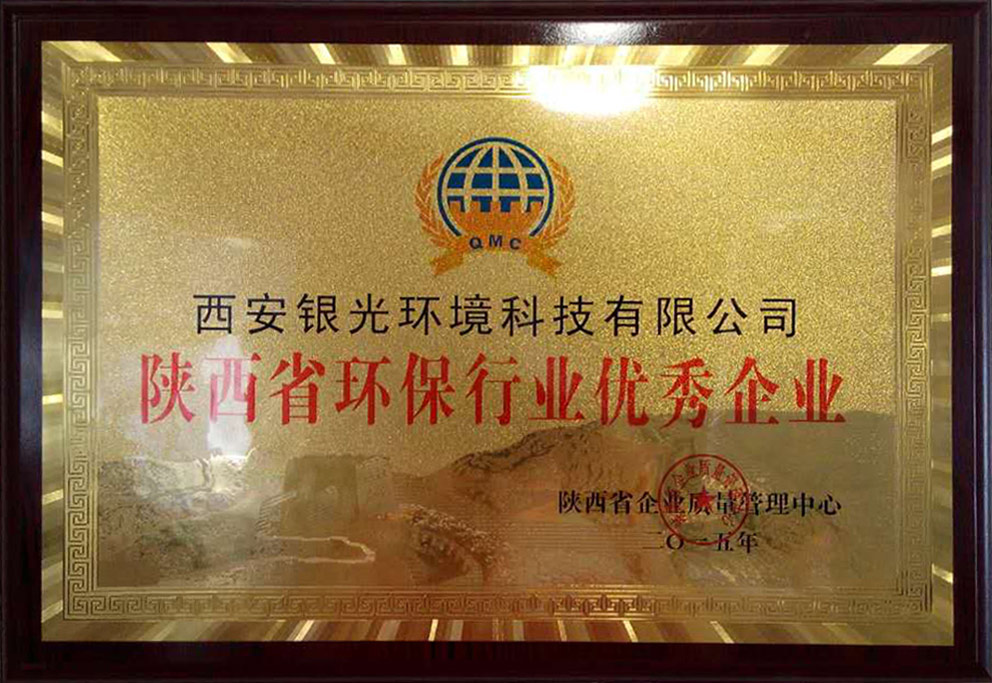 QMC
西安银光环境科技有限公司
陕西省环保行业优秀企业
陕西省企业质量管理中心
二〇一五年